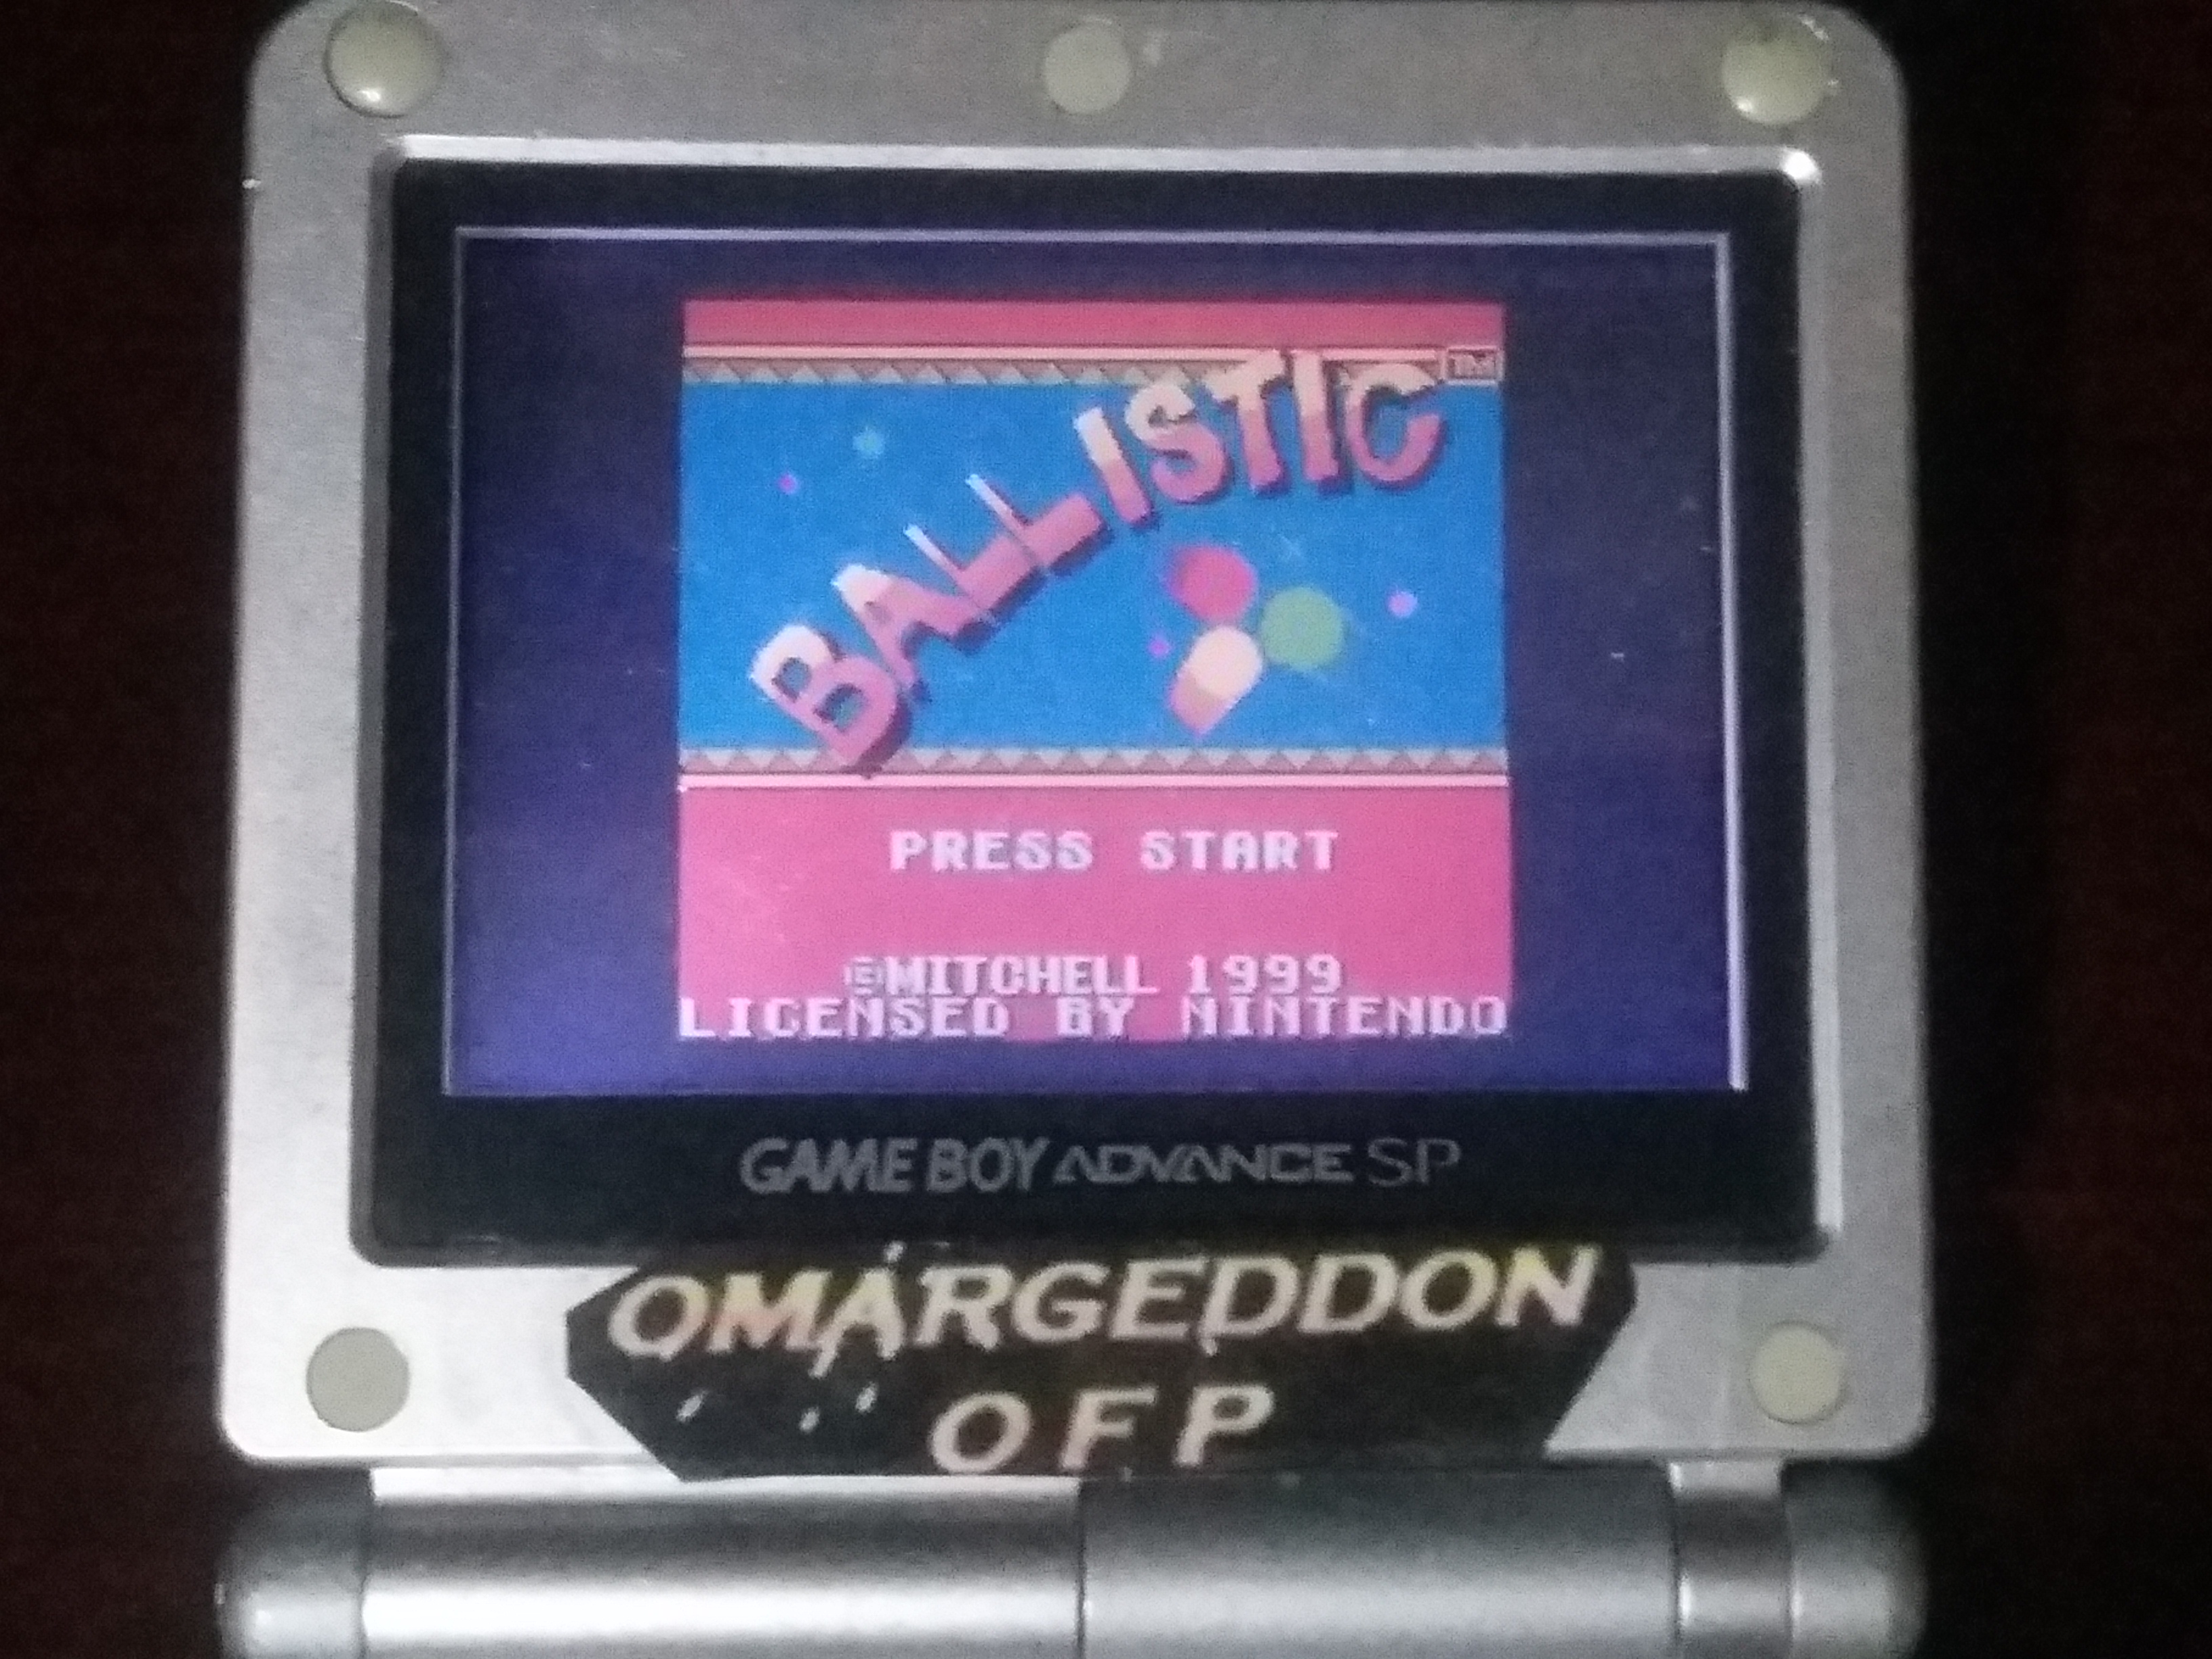 BALLISTIC TM
PRESS START
©MITCHELL 1999
LICENSED BY NINTENDO
GAME BOY ADVANCE SP
OMARGEDDON
OFP